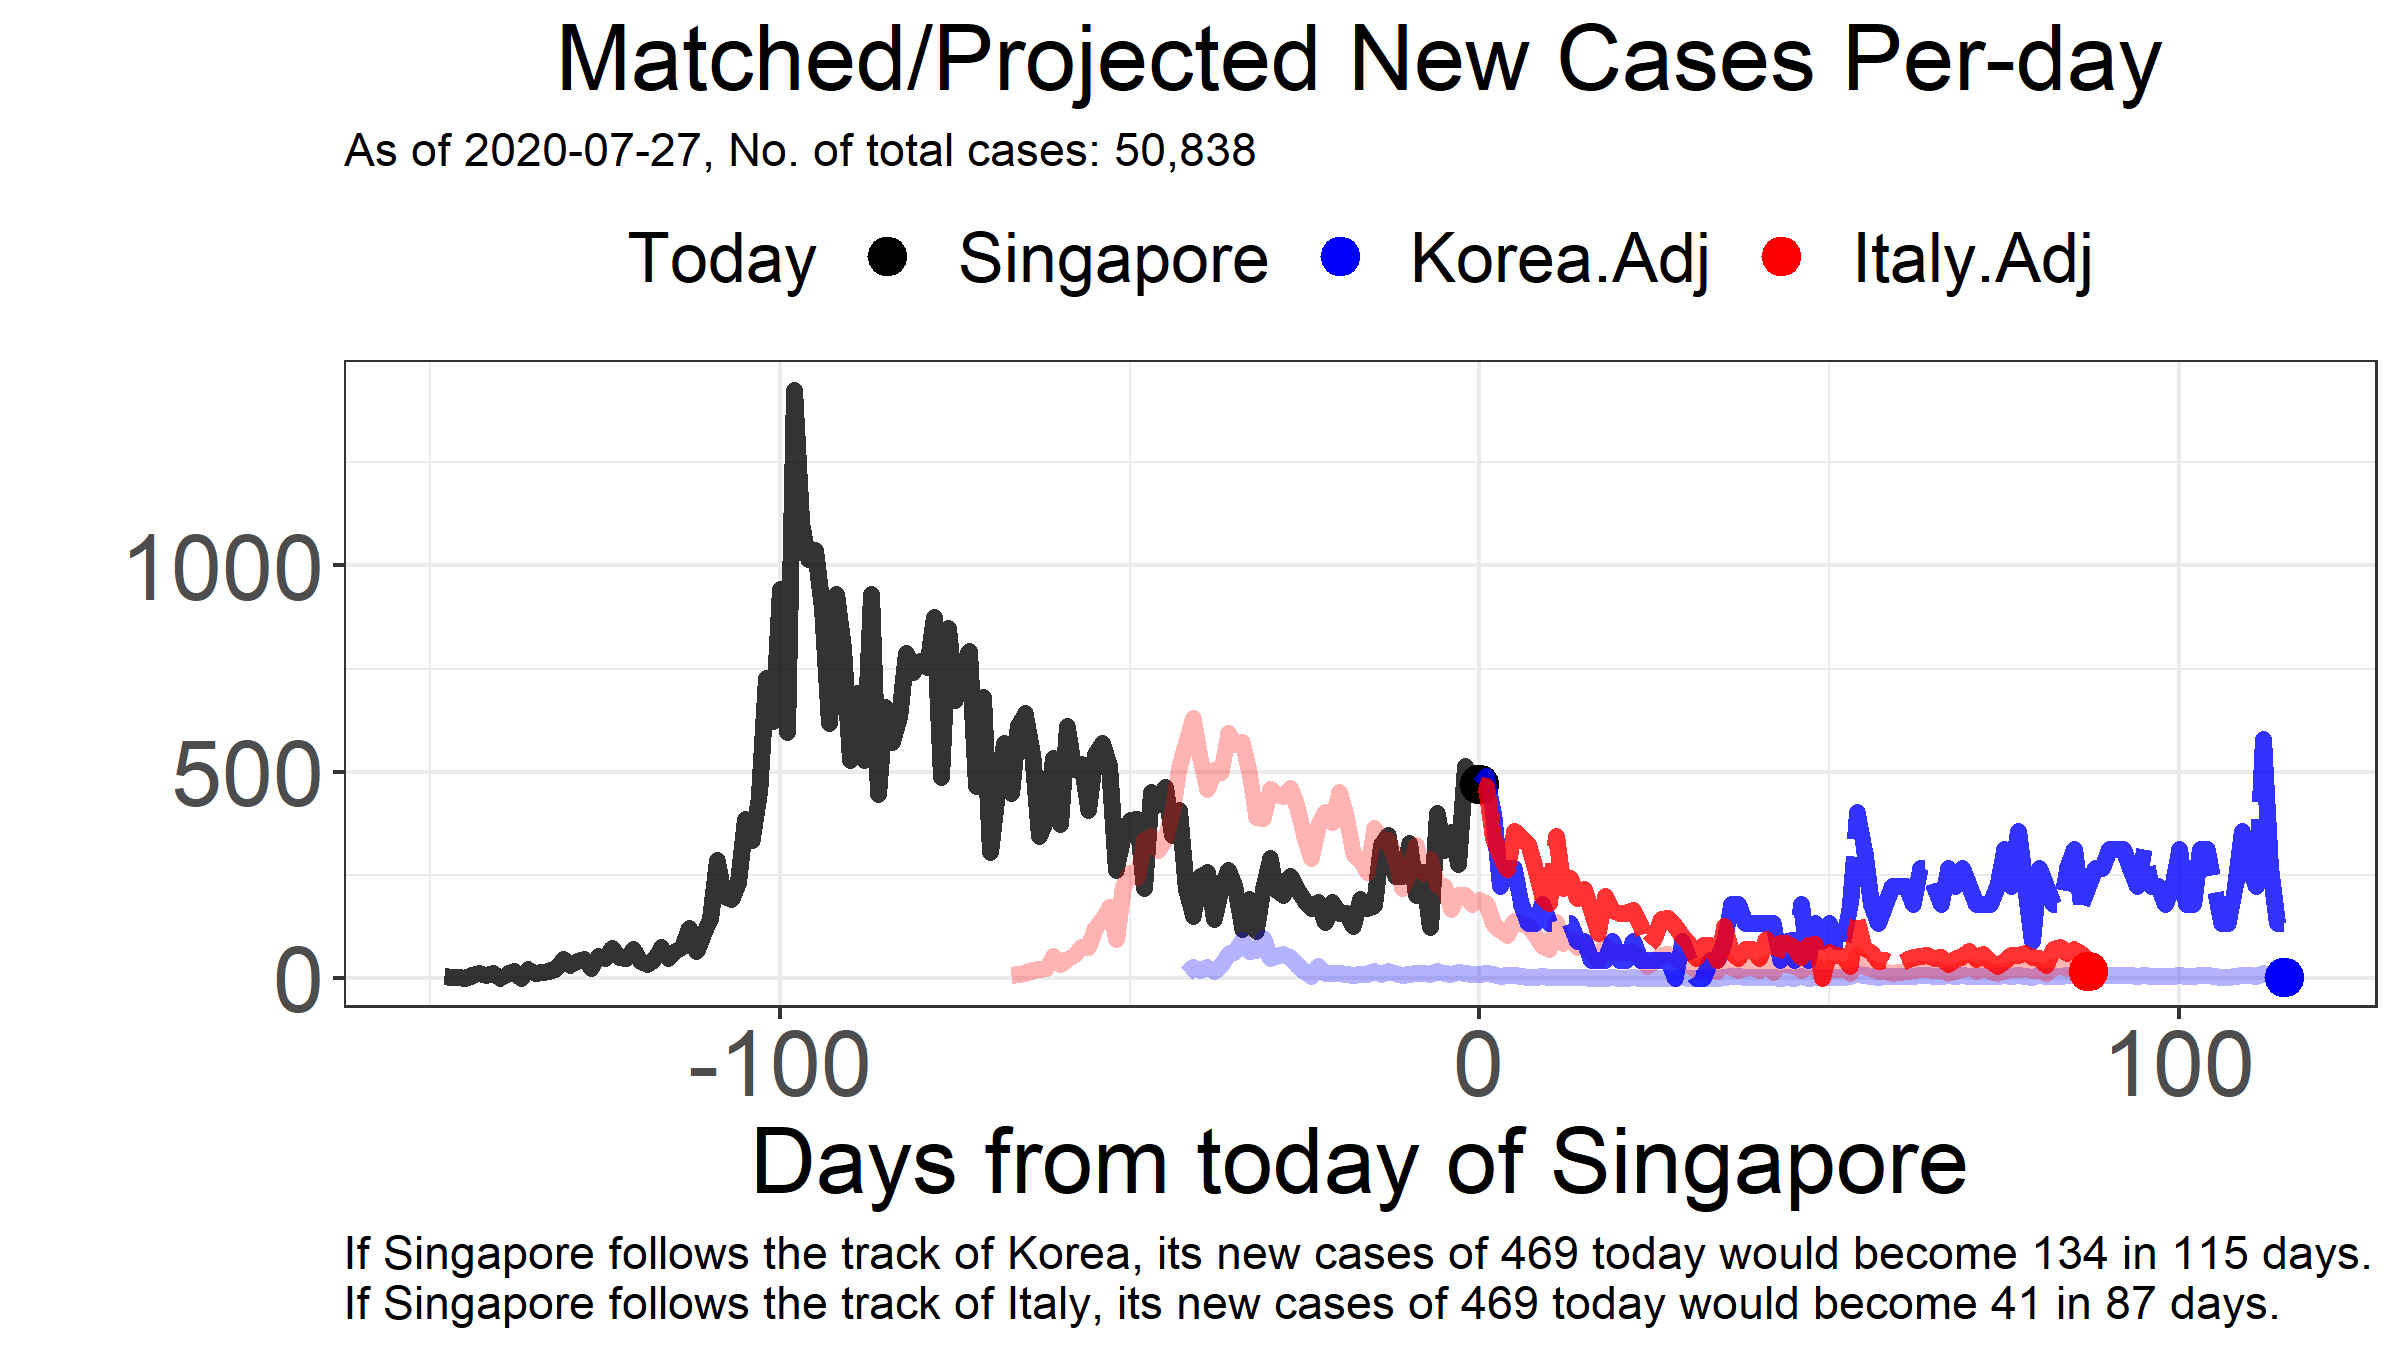 Matched/Projected New Cases Per-day
As of 2020-07-27, No. of total cases: 50,838
Today Singapore Korea.Adj Italy.Adj
1000
500
0
-100 0 100
Days from today of Singapore
If Singapore follows the track of Korea, its new cases of 469 today would become 134 in 115 days.
If Singapore follows the track of Italy, its new cases of 469 today would become 41 in 87 days.